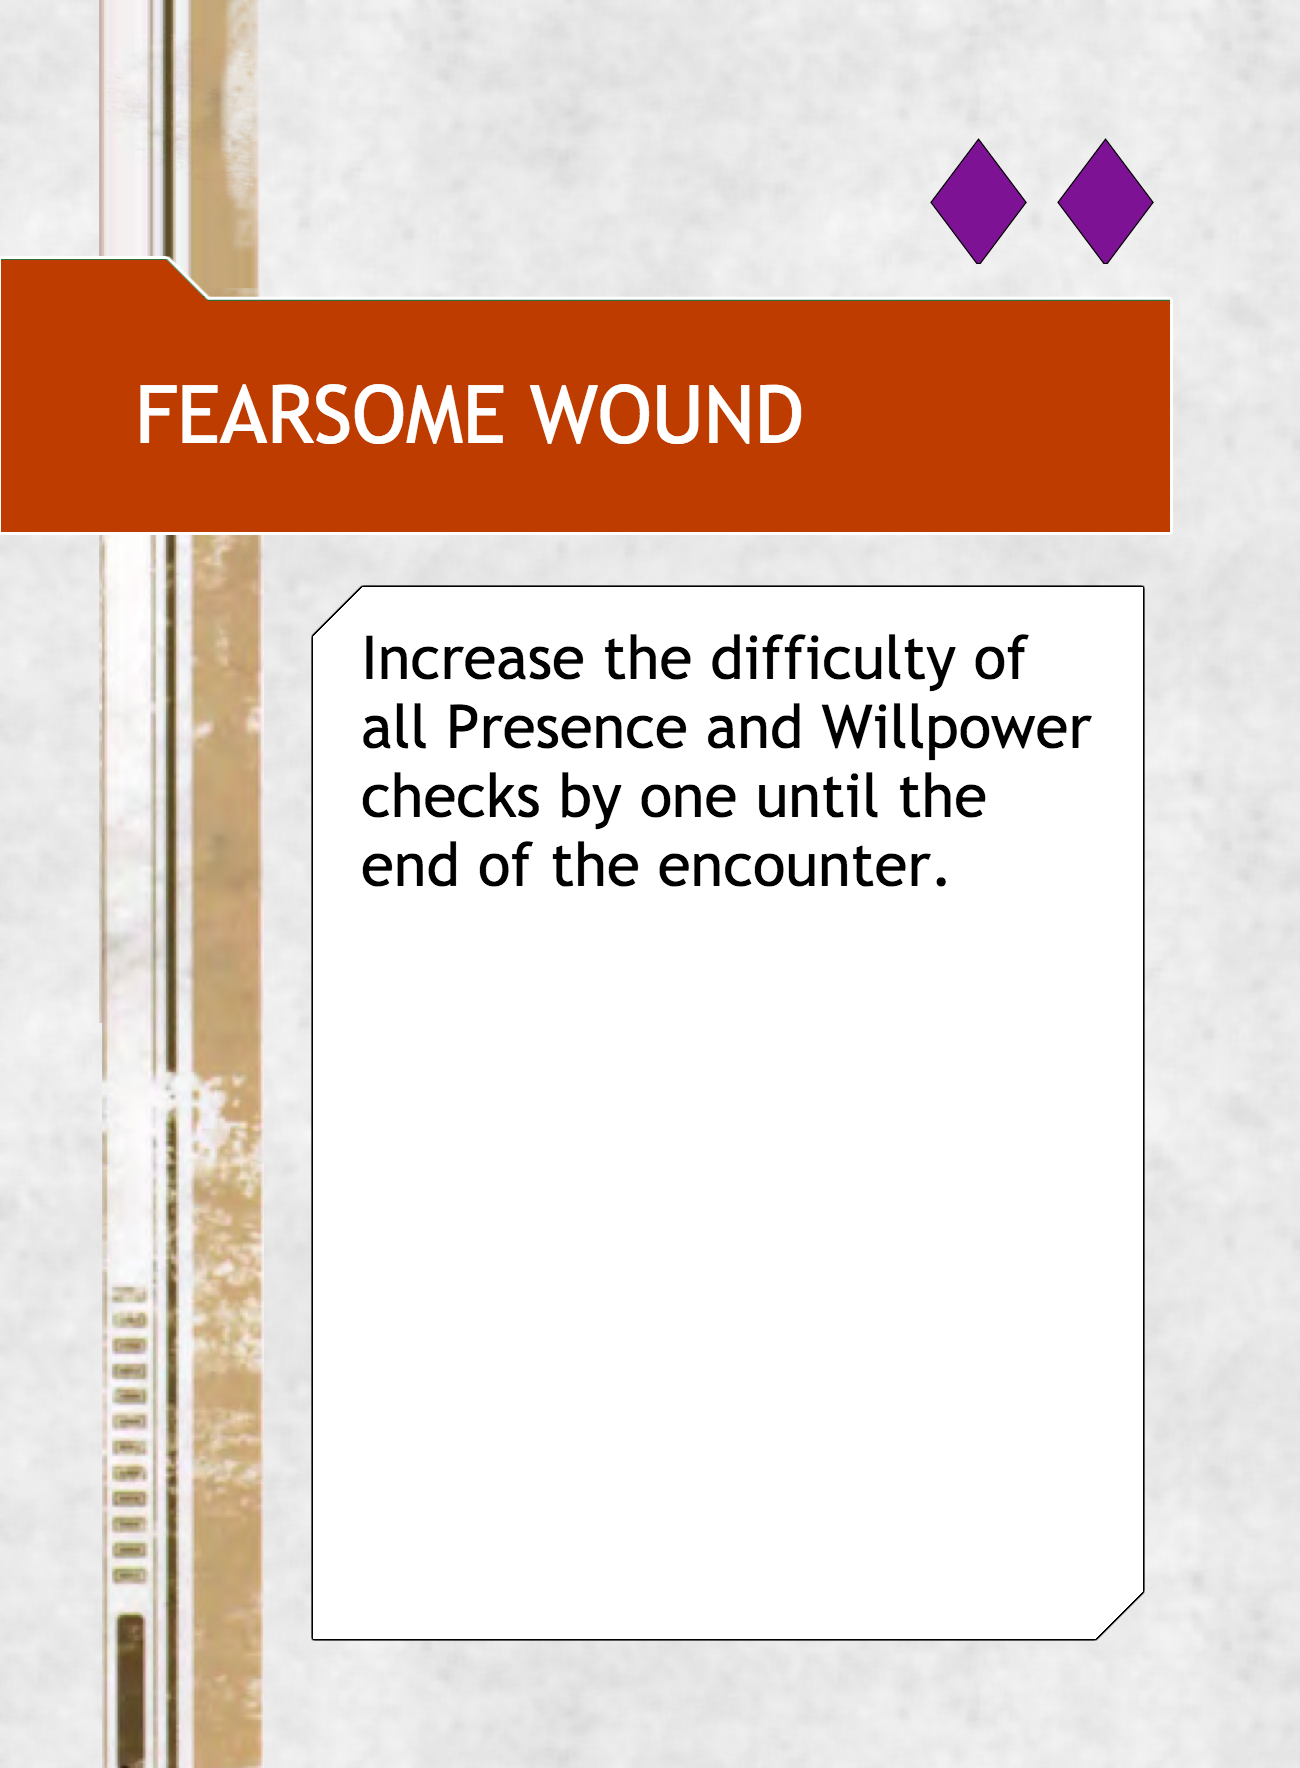 FEARSOME WOUND
Increase the difficulty of
all Presence and Willpower
checks by one until the
end of the encounter.